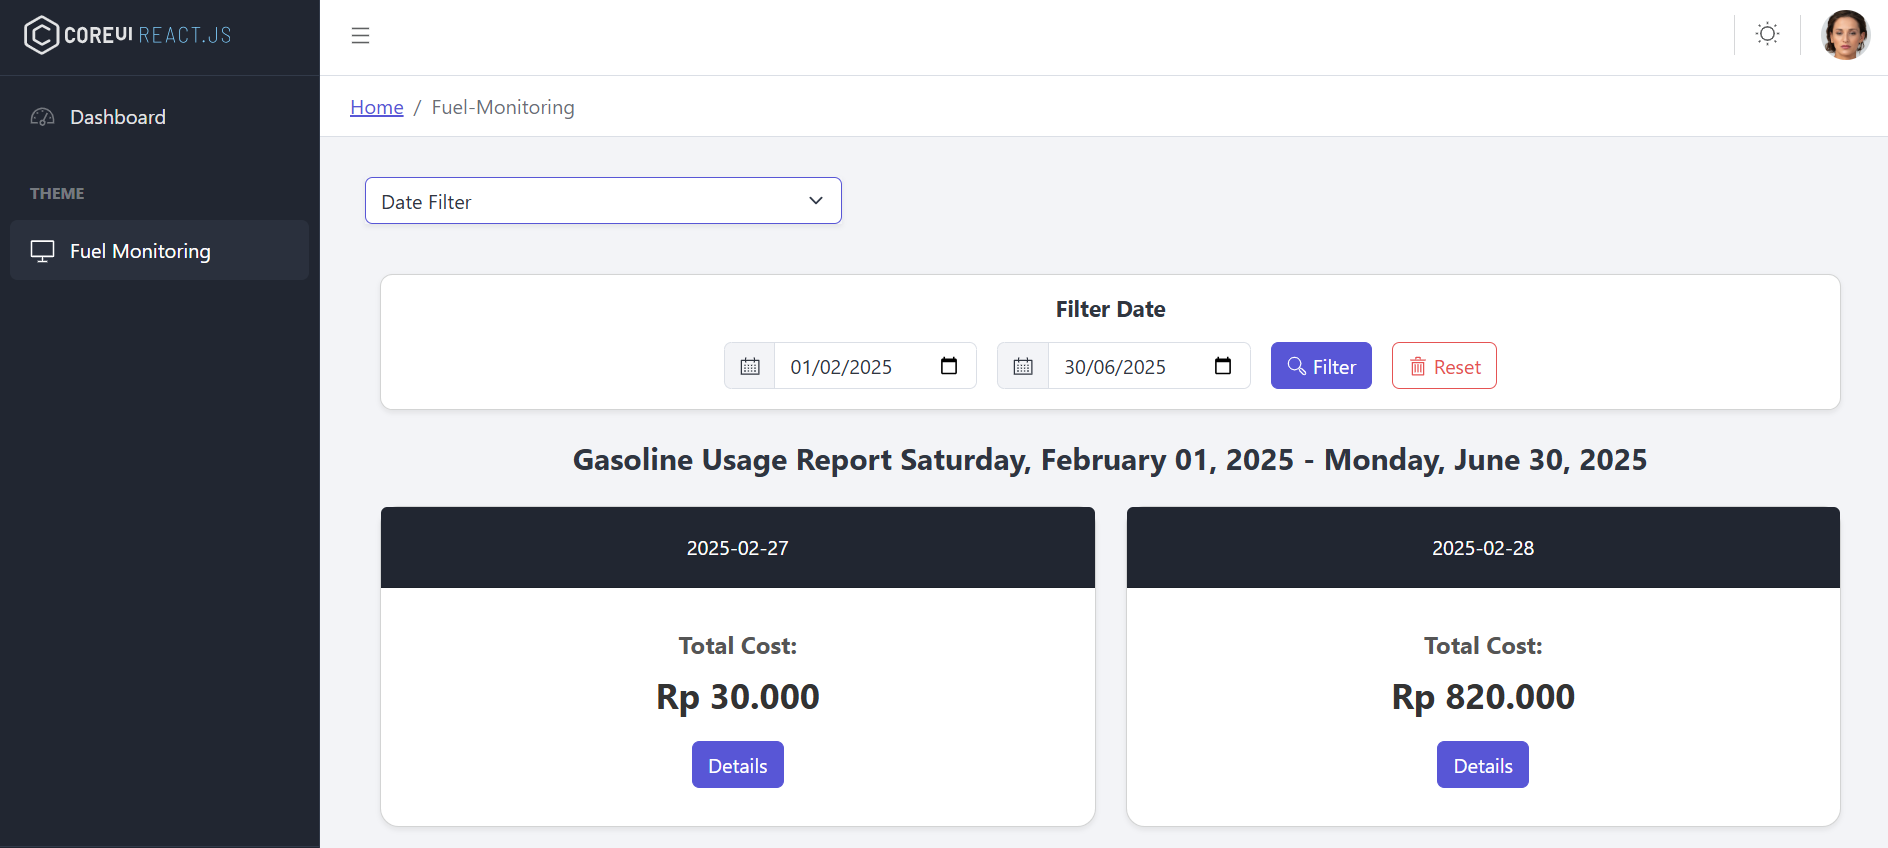 COREUI REACT.JS
Dashboard
THEME
Fuel Monitoring
Home / Fuel-Monitoring
Date Filter
Filter Date
01/02/2025
30/06/2025
Filter
Reset
Gasoline Usage Report Saturday, February 01, 2025 - Monday, June 30, 2025
2025-02-27
Total Cost:
Rp 30.000
Details
2025-02-28
Total Cost:
Rp 820.000
Details